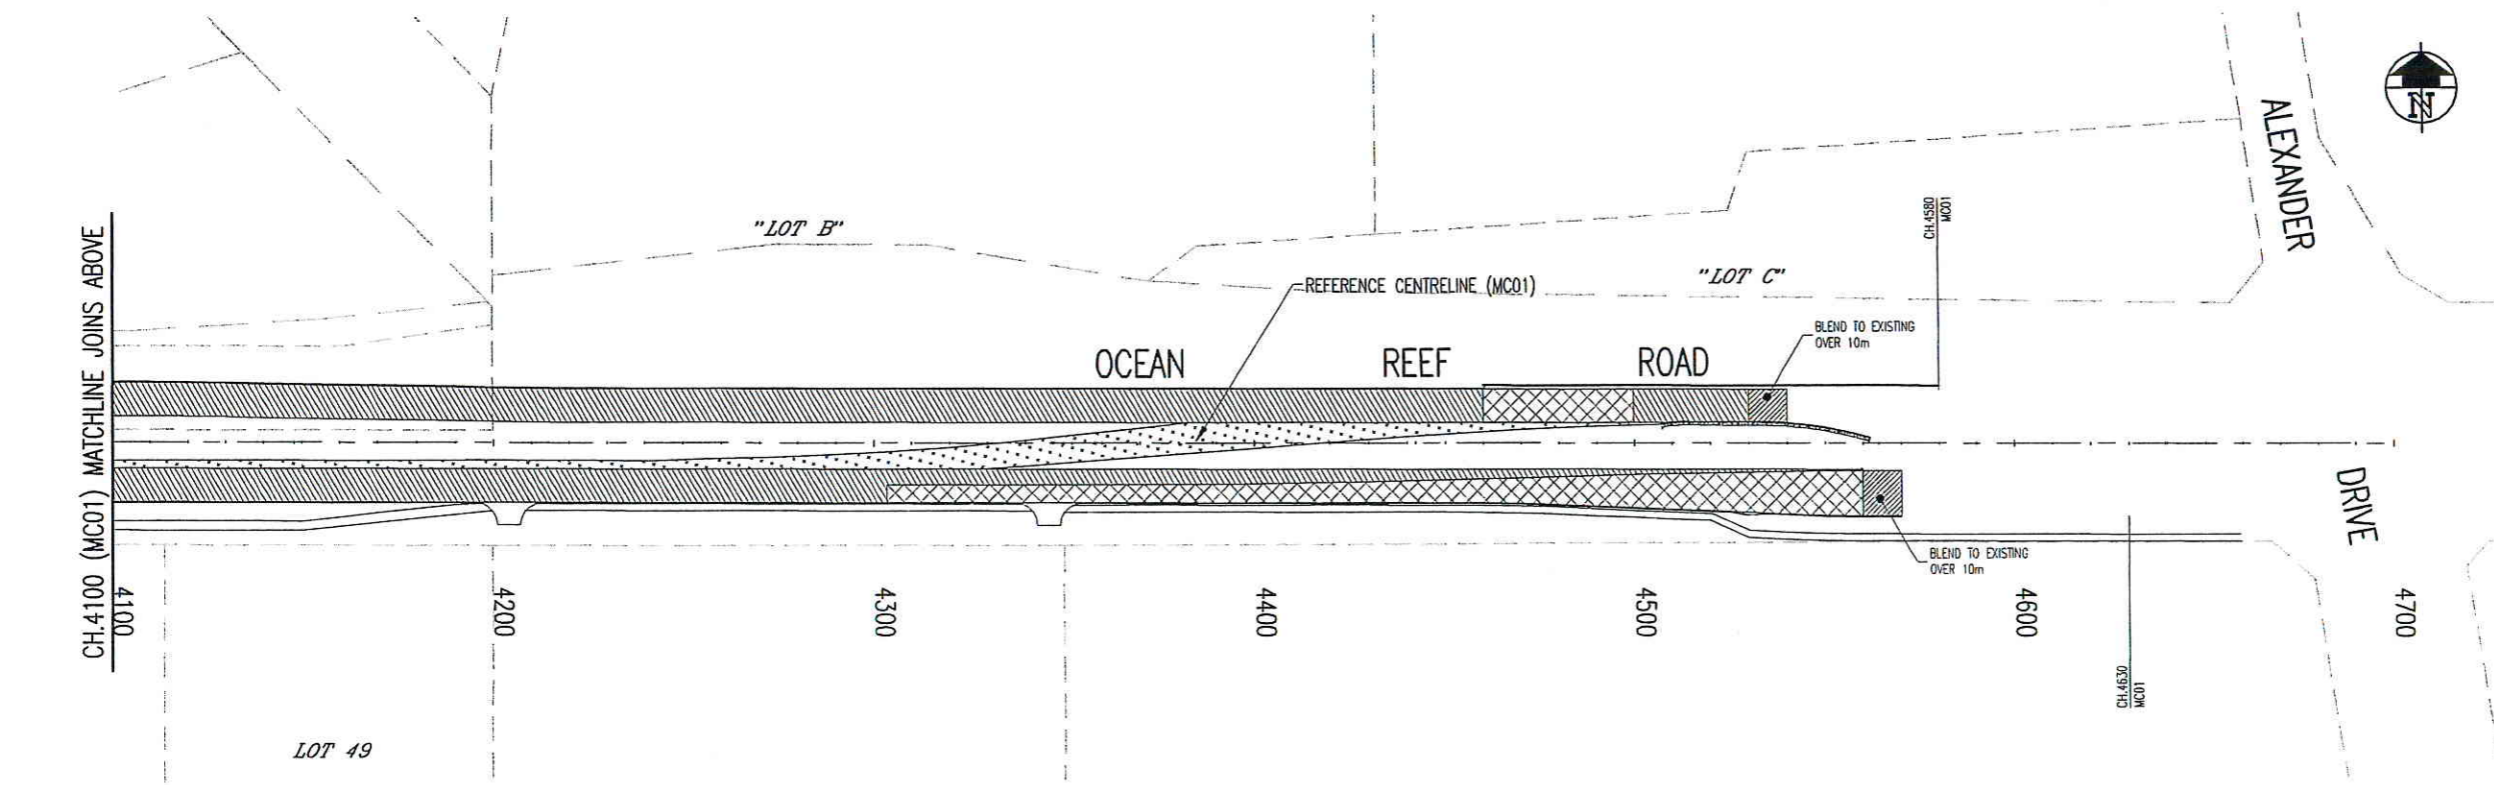 N
ALEXANDER
CH.4580
MC01
"LOT B"
"LOT C"
REFERENCE CENTRELINE (MC01)
BLEND TO EXISTING
OVER 10m
OCEAN REEF ROAD
CH.4100 (MC01) MATCHLINE JOINS ABOVE
DRIVE
BLEND TO EXISTING
OVER 10m
4100 4200 4300 4400 4500 4600 4700
CH.4630
MC01
LOT 49